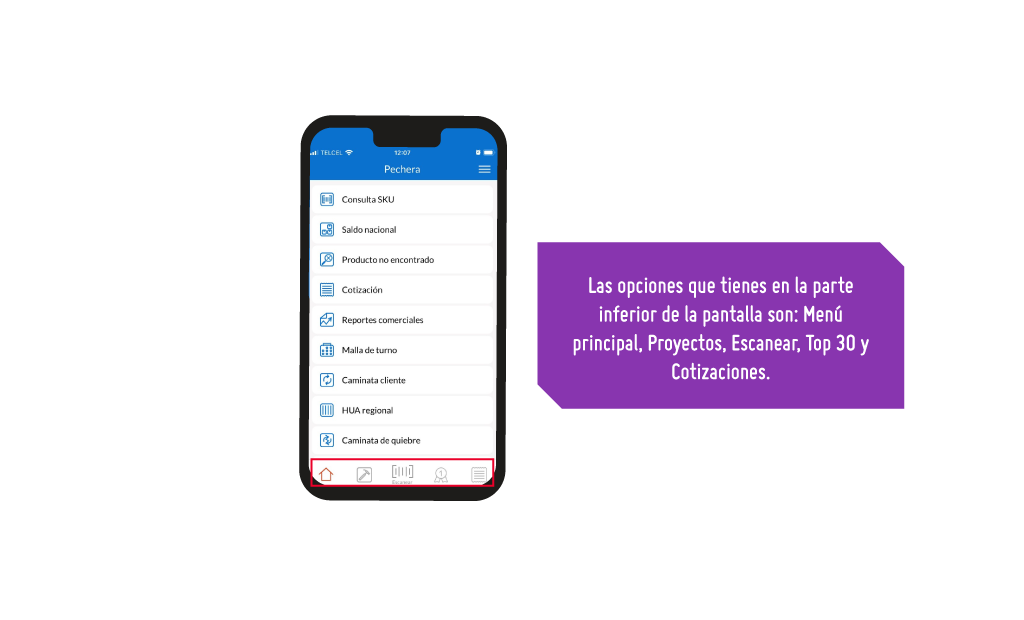 TELCEL 12:07
Pechera
Consulta SKU
Saldo nacional
Producto no encontrado
Cotización
Reportes comerciales
Malla de turno
Caminata cliente
HUA regional
Caminata de quiebre
1
Escanear
Las opciones que tienes en la parte
inferior de la pantalla son: Menú
principal, Proyectos, Escanear, Top 30 y
Cotizaciones.